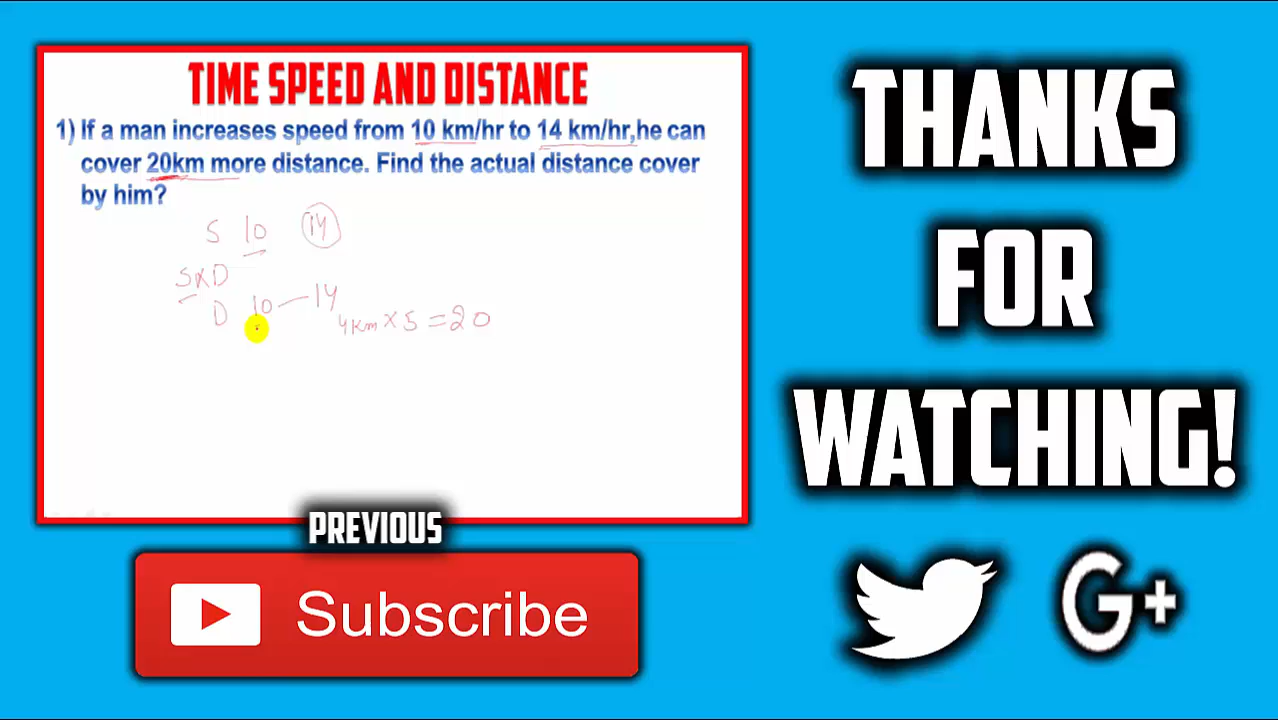 TIME SPEED AND DISTANCE
1) If a man increases speed from 10 km/hr to 14 km/hr,he can
cover 20km more distance. Find the actual distance cover
by him?
S 10 14
S×D
D 10 — 14
4km × 5 = 20
PREVIOUS
Subscribe
THANKS
FOR
WATCHING!
G+